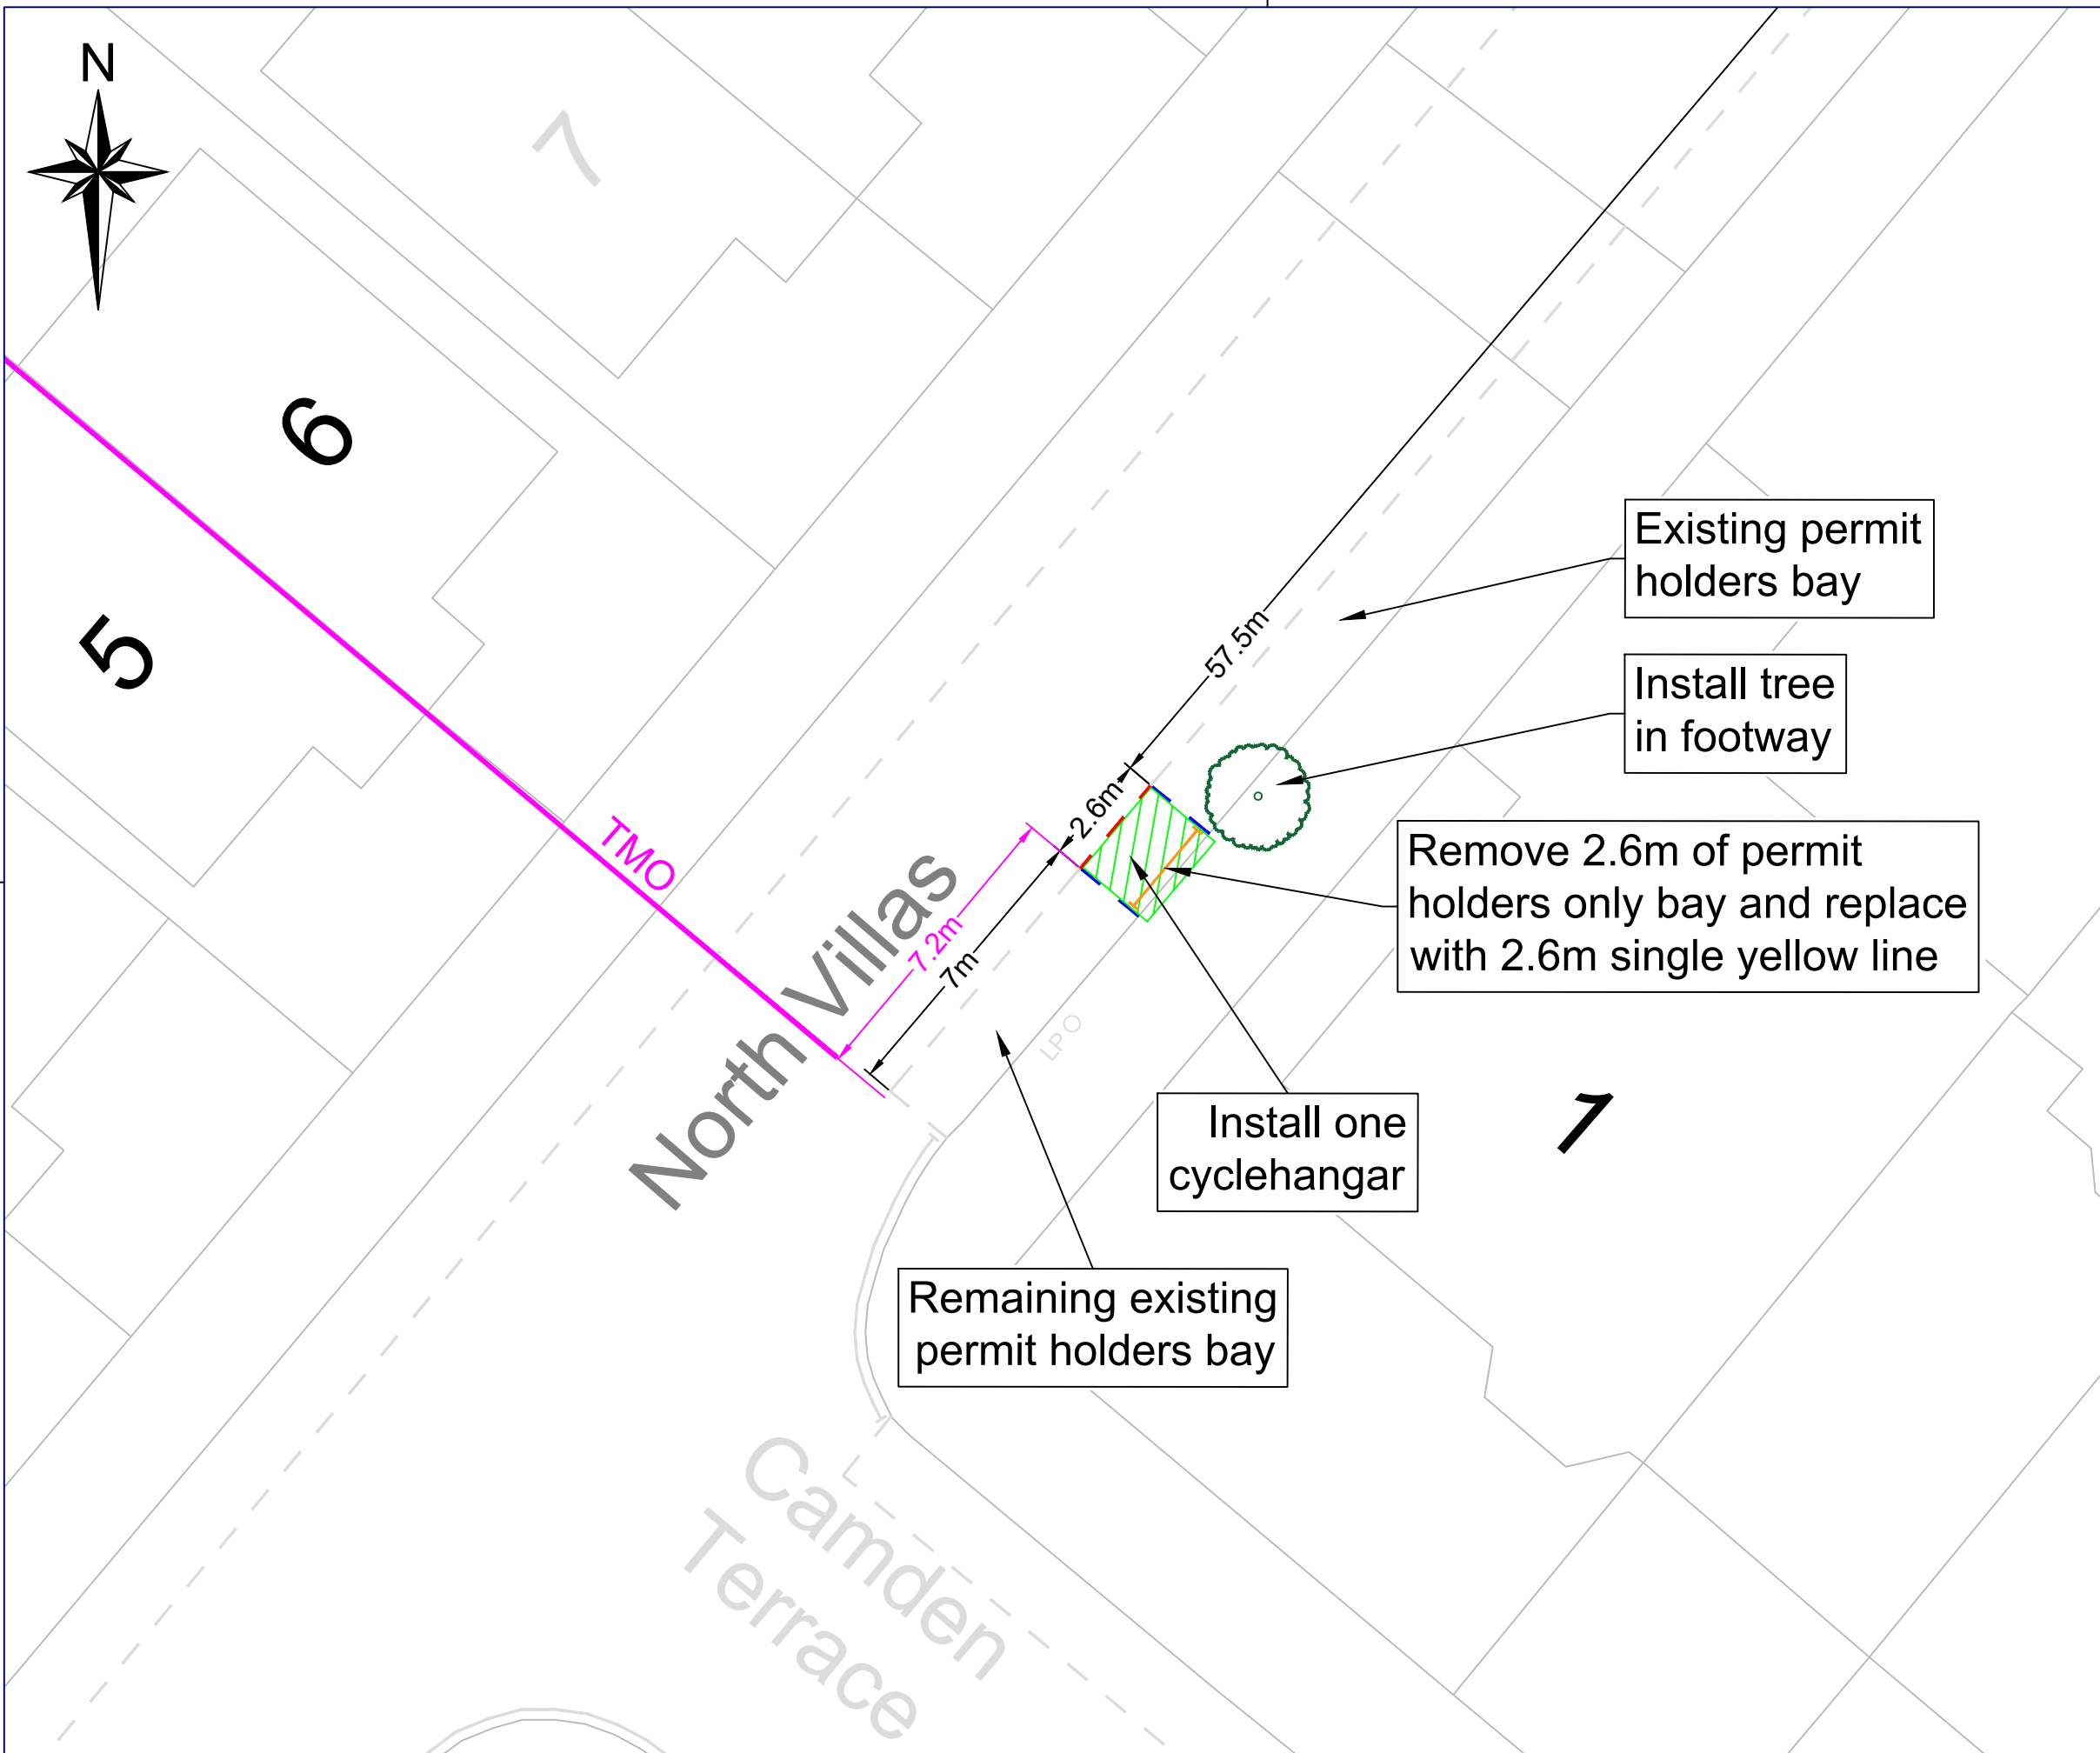 N
7
6
5
Existing permit
holders bay
57.5m
Install tree
in footway
2.6m
TMO
Remove 2.6m of permit
holders only bay and replace
with 2.6m single yellow line
North Villas
7.2m
7m
LP
Install one
cyclehangar
1
Remaining existing
permit holders bay
Camden
Terrace